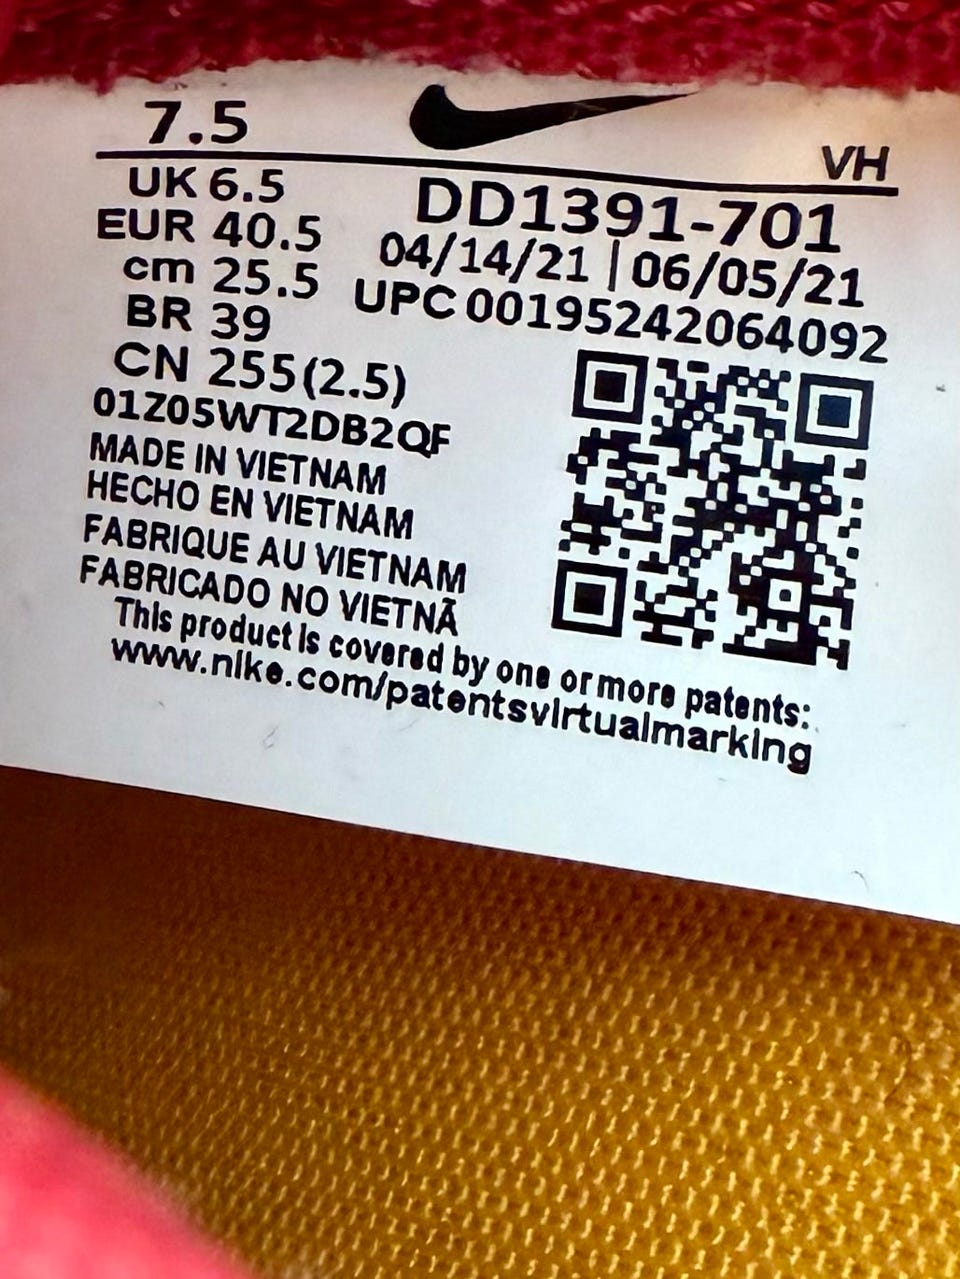 7.5
VH
UK 6.5
EUR 40.5
cm 25.5
BR 39
CN 255(2.5)
01Z05WT2DB2QF
MADE IN VIETNAM
HECHO EN VIETNAM
FABRIQUE AU VIETNAM
FABRICADO NO VIETNÃ
DD1391-701
04/14/21 | 06/05/21
UPC 00195242064092
This product is covered by one or more patents:
www.nike.com/patentsvirtualmarking